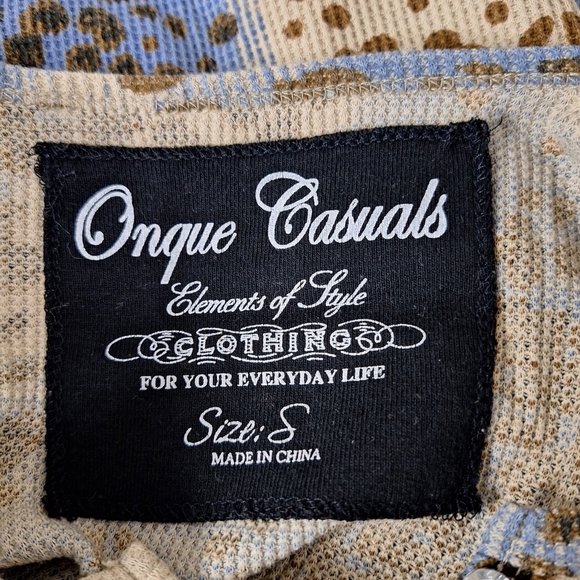 Onque Casuals
Elements of Style
CLOTHING
FOR YOUR EVERYDAY LIFE
Size: S
MADE IN CHINA